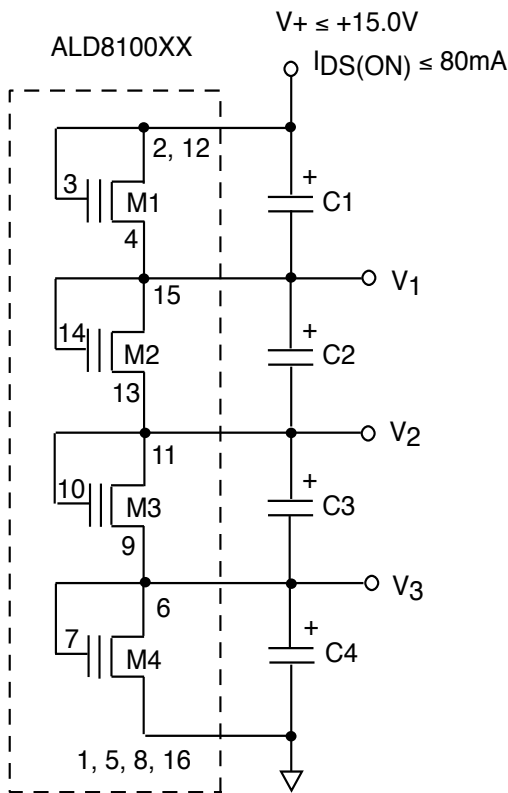 V+ ≤ +15.0V
ALD8100XX
IDS(ON) ≤ 80mA
2, 12
3
M1
+
C1
4
15
V1
14
M2
+
C2
13
11
V2
10
M3
+
C3
9
6
V3
7
M4
+
C4
1, 5, 8, 16